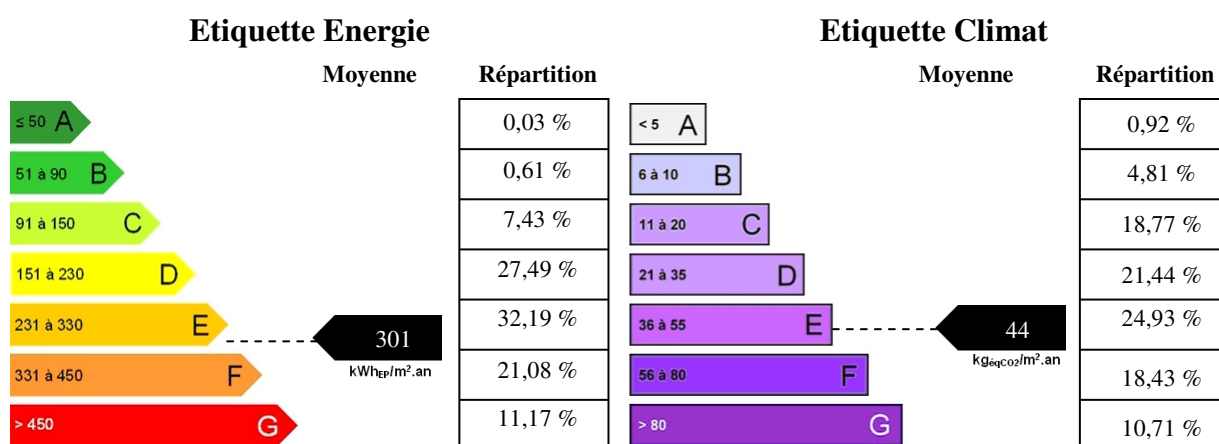 Etiquette Energie
Moyenne Répartition
≤ 50 A 0,03 %
51 à 90 B 0,61 %
91 à 150 C 7,43 %
151 à 230 D 27,49 %
231 à 330 E 301 32,19 %
kWhEP/m².an
331 à 450 F 21,08 %
> 450 G 11,17 %
Etiquette Climat
Moyenne Répartition
< 5 A 0,92 %
6 à 10 B 4,81 %
11 à 20 C 18,77 %
21 à 35 D 21,44 %
36 à 55 E 44 24,93 %
kgéqCO2/m².an
56 à 80 F 18,43 %
> 80 G 10,71 %